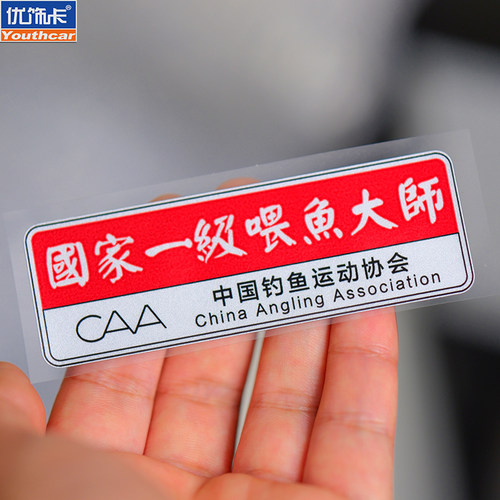 优饰卡
Youthcar
國家一級喂魚大師
CAA
中国钓鱼运动协会
China Angling Association